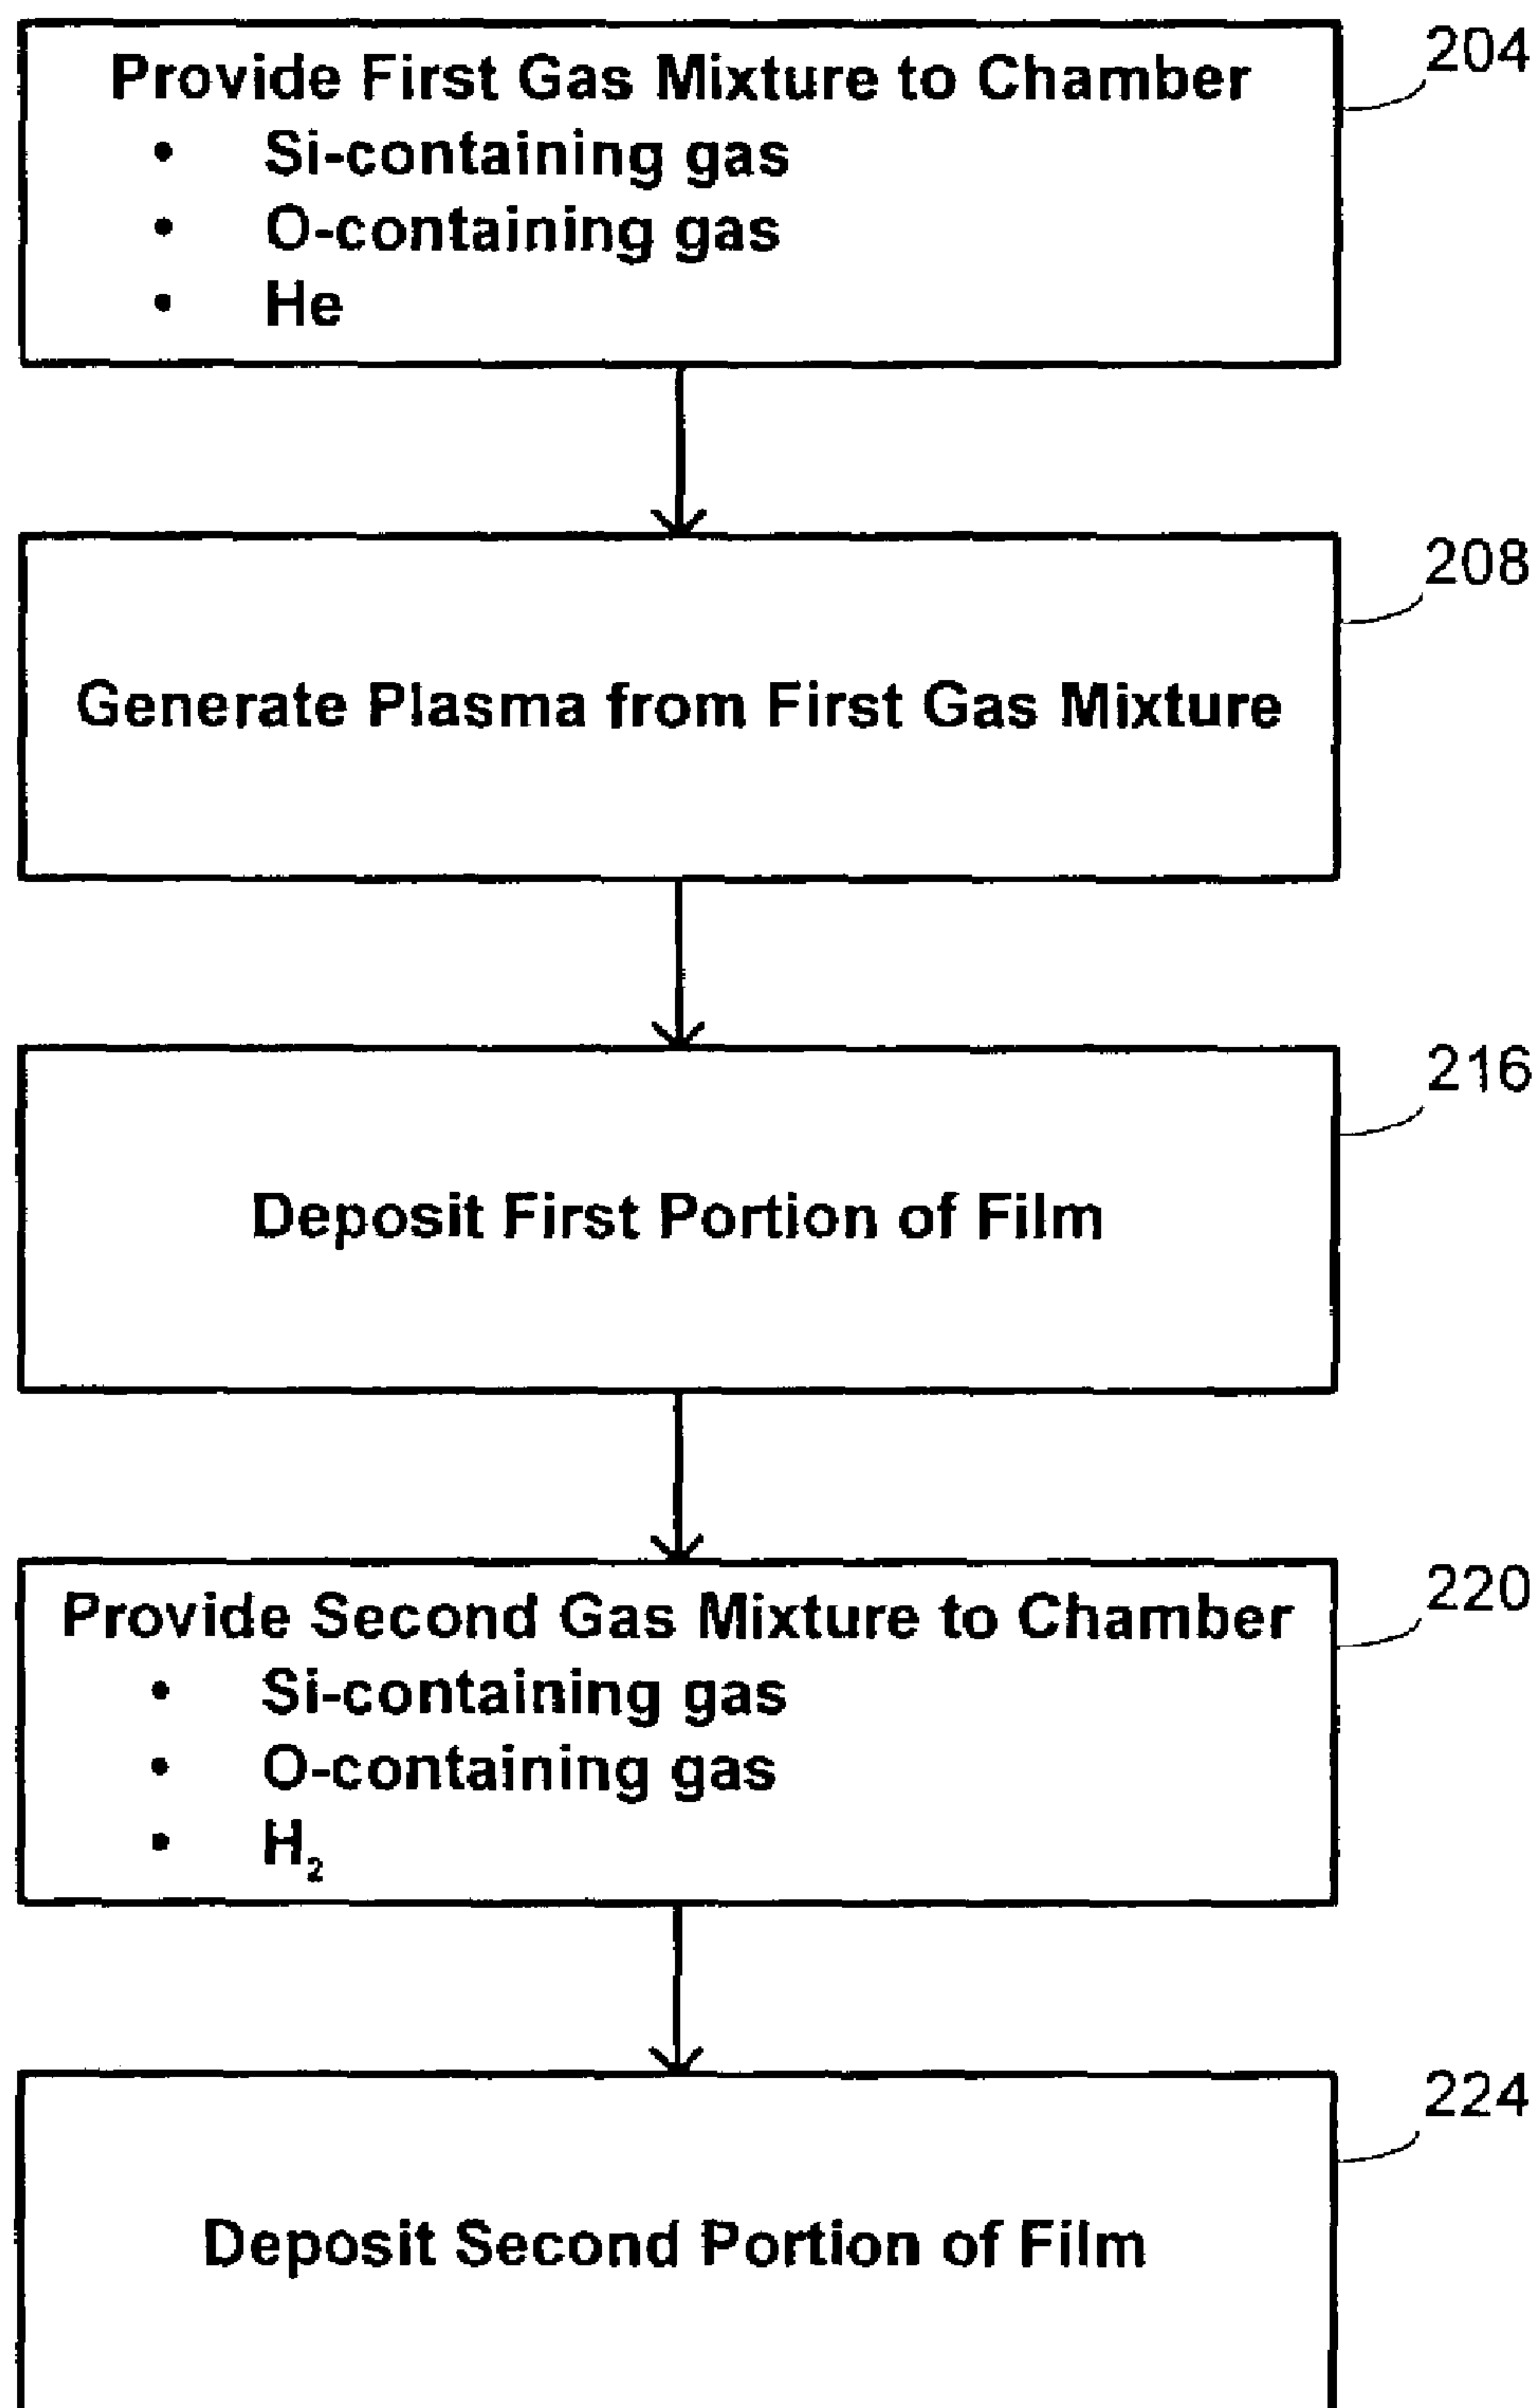 Provide First Gas Mixture to Chamber
204
• Si-containing gas
• O-containing gas
• He
208
Generate Plasma from First Gas Mixture
216
Deposit First Portion of Film
220
Provide Second Gas Mixture to Chamber
• Si-containing gas
• O-containing gas
• H₂
224
Deposit Second Portion of Film